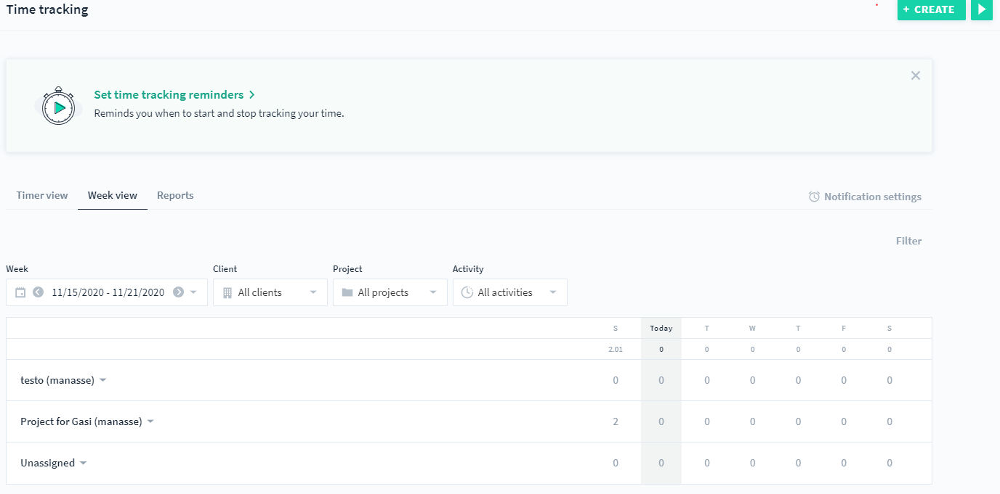 Time tracking
+ CREATE
Set time tracking reminders
Reminds you when to start and stop tracking your time.
Timer view Week view Reports
Notification settings
Filter
Week Client Project Activity
11/15/2020 - 11/21/2020 All clients All projects All activities
S Today T W T F S
2.01 0 0 0 0 0 0
testo (manasse) 0 0 0 0 0 0 0
Project for Gasi (manasse) 2 0 0 0 0 0 0
Unassigned 0 0 0 0 0 0 0